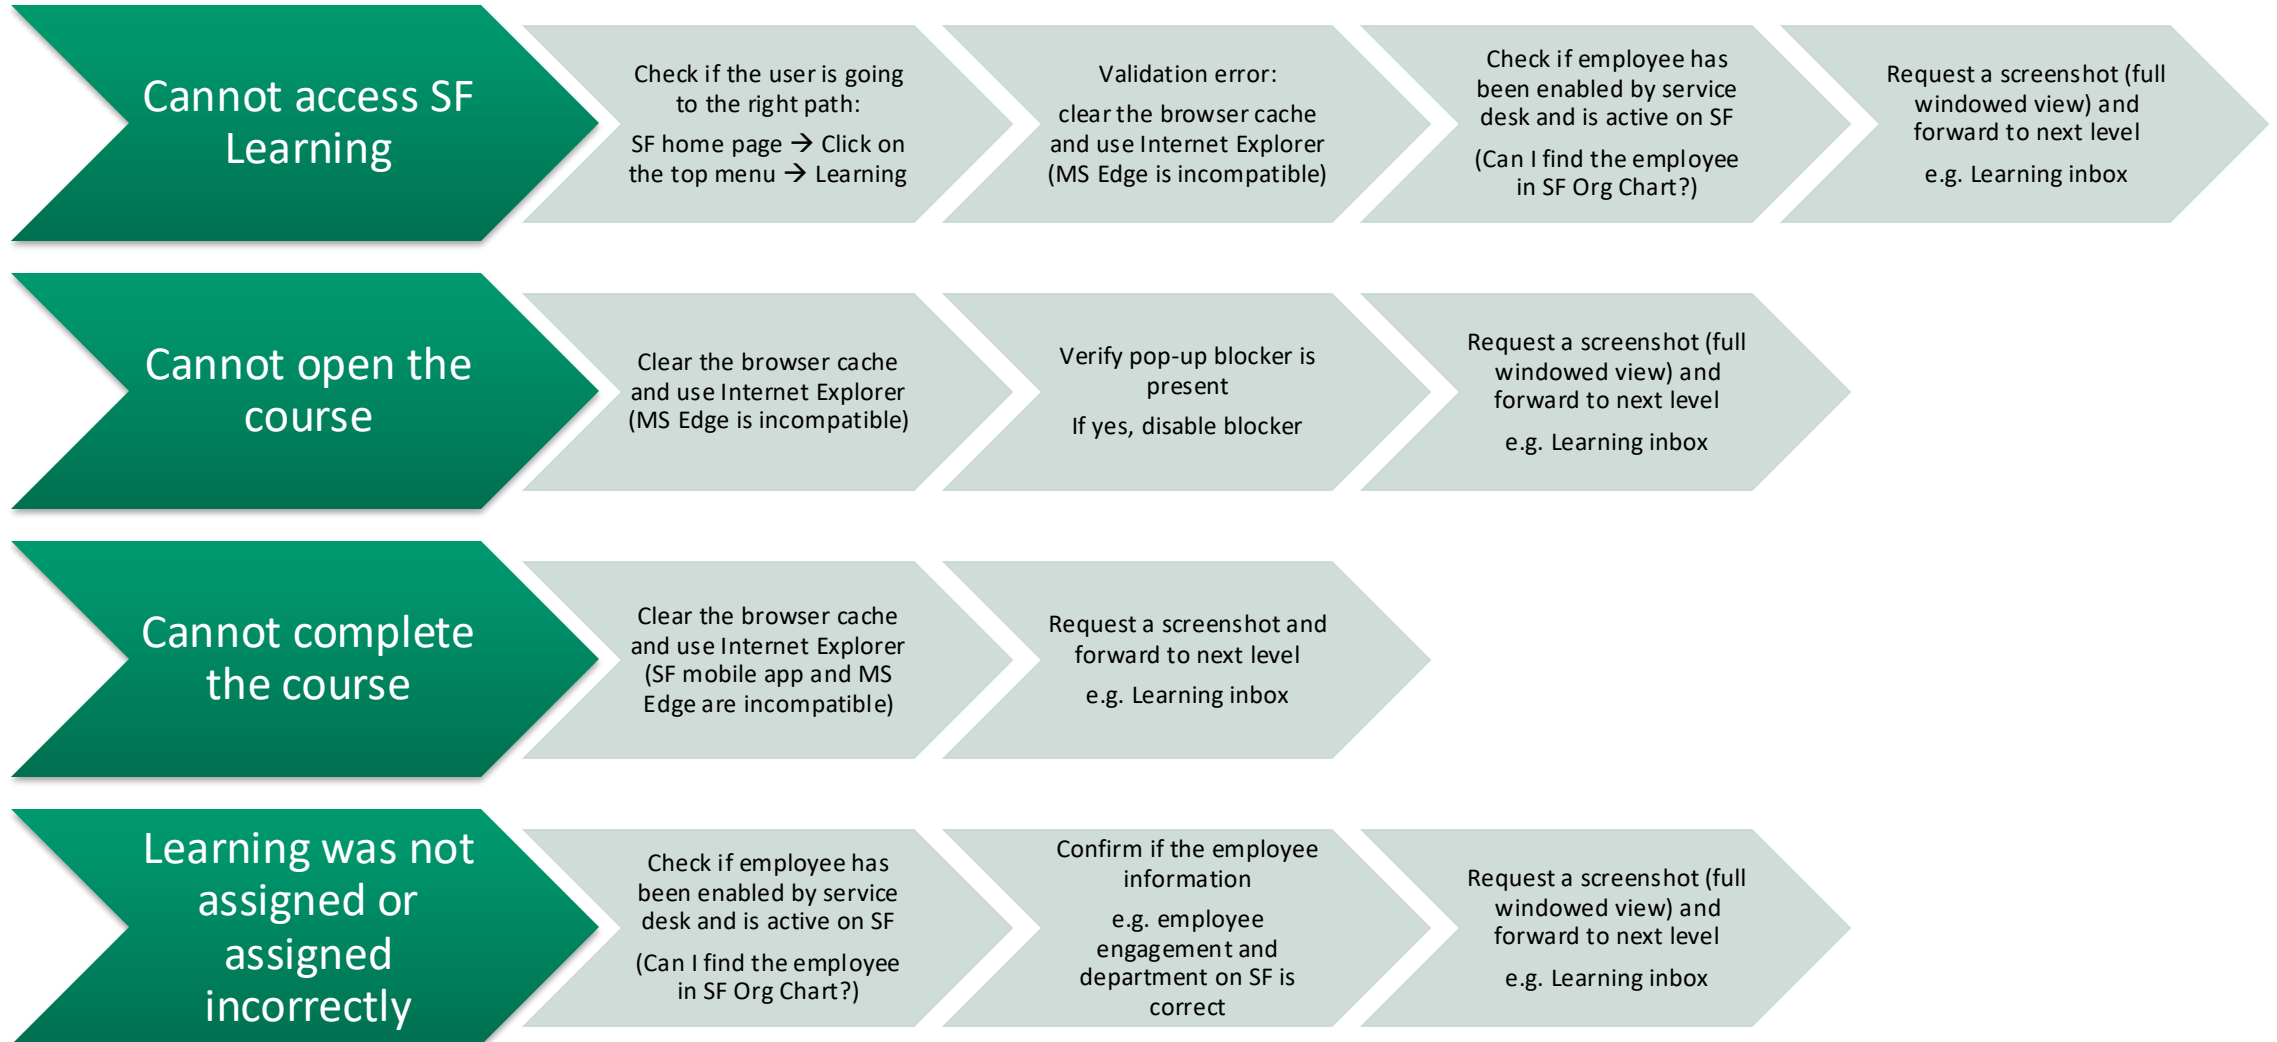 Cannot access SF
Learning
Check if the user is going
to the right path:
SF home page → Click on
the top menu → Learning
Validation error:
clear the browser cache
and use Internet Explorer
(MS Edge is incompatible)
Check if employee has
been enabled by service
desk and is active on SF
(Can I find the employee
in SF Org Chart?)
Request a screenshot (full
windowed view) and
forward to next level
e.g. Learning inbox
Cannot open the
course
Clear the browser cache
and use Internet Explorer
(MS Edge is incompatible)
Verify pop-up blocker is
present
If yes, disable blocker
Request a screenshot (full
windowed view) and
forward to next level
e.g. Learning inbox
Cannot complete
the course
Clear the browser cache
and use Internet Explorer
(SF mobile app and MS
Edge are incompatible)
Request a screenshot and
forward to next level
e.g. Learning inbox
Learning was not
assigned or
assigned
incorrectly
Check if employee has
been enabled by service
desk and is active on SF
(Can I find the employee
in SF Org Chart?)
Confirm if the employee
information
e.g. employee
engagement and
department on SF is
correct
Request a screenshot (full
windowed view) and
forward to next level
e.g. Learning inbox